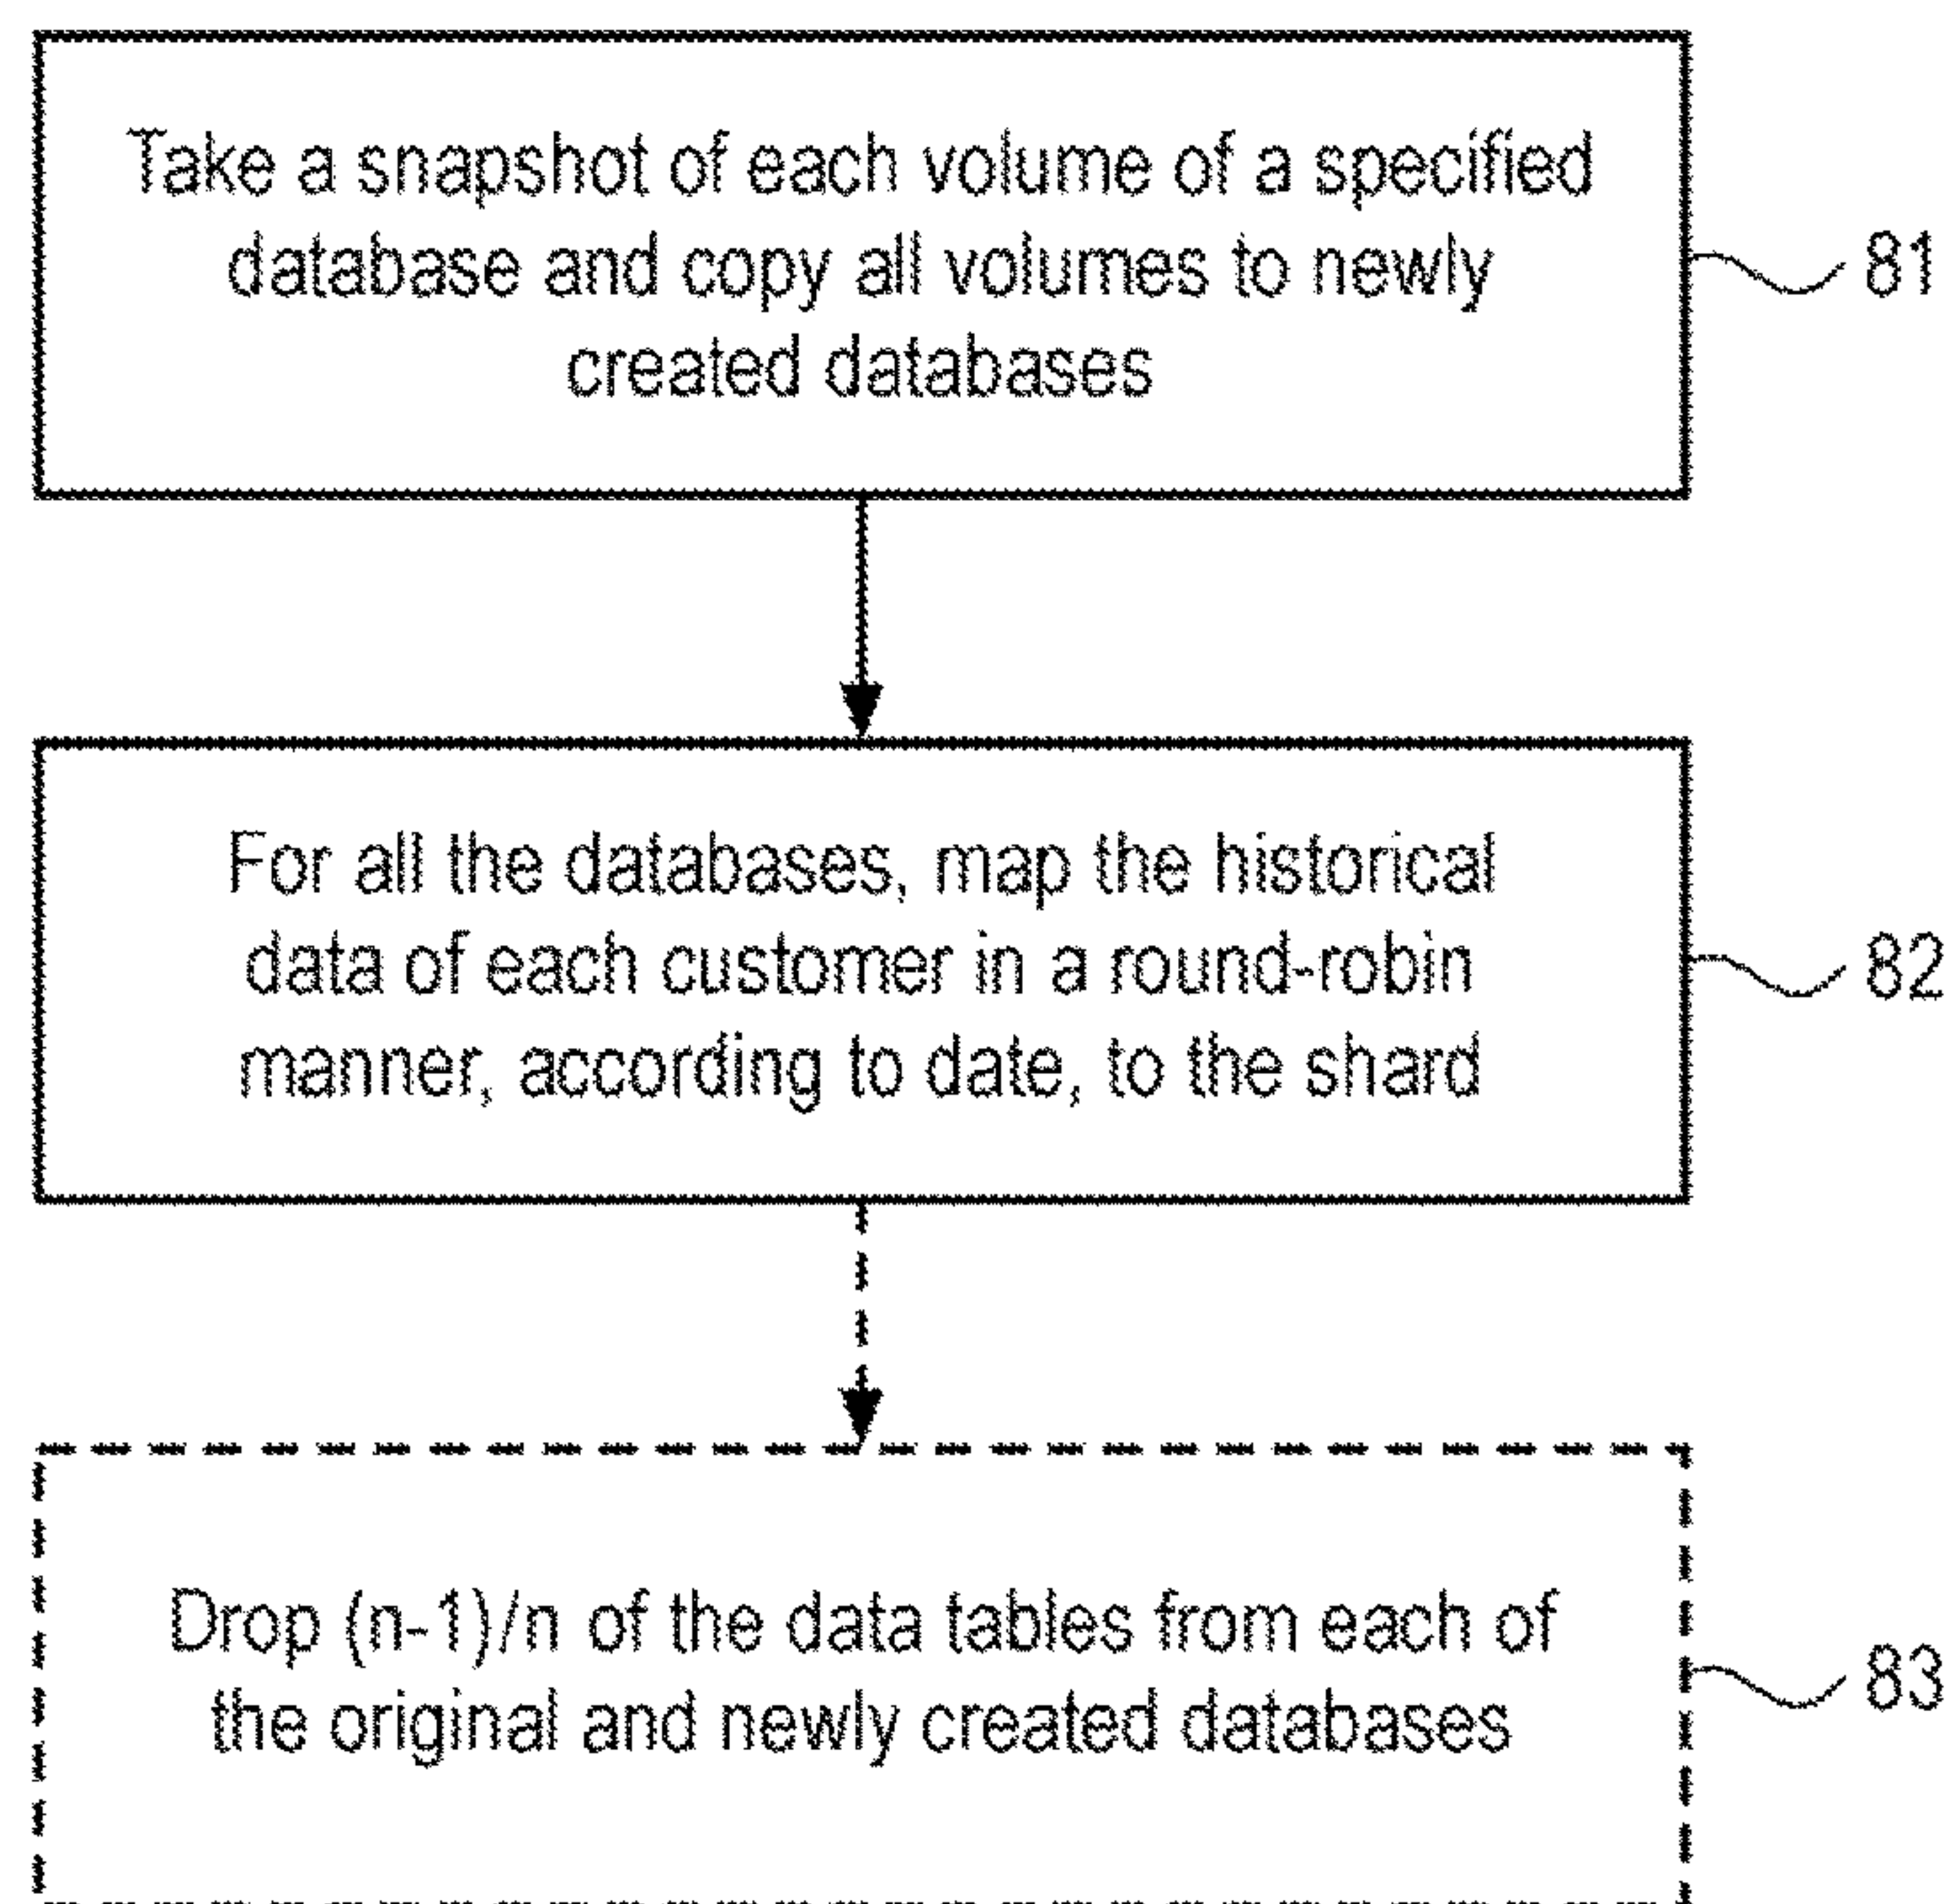 Take a snapshot of each volume of a specified
database and copy all volumes to newly
created databases
81
For all the databases, map the historical
data of each customer in a round-robin
manner, according to date, to the shard
82
Drop (n-1)/n of the data tables from each of
the original and newly created databases
83